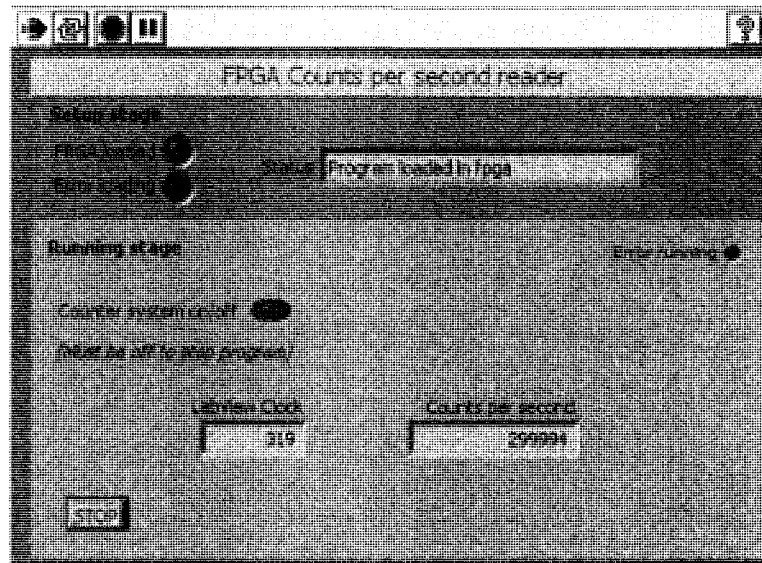 FPGA Counts per second reader
Setup stage
FPGA loaded
Status Program loaded in fpga
Error loading
Running stage
Error running
Counter system on/off
(Must be off to stop program)
LabView Clock Counts per second
319 299994
STOP